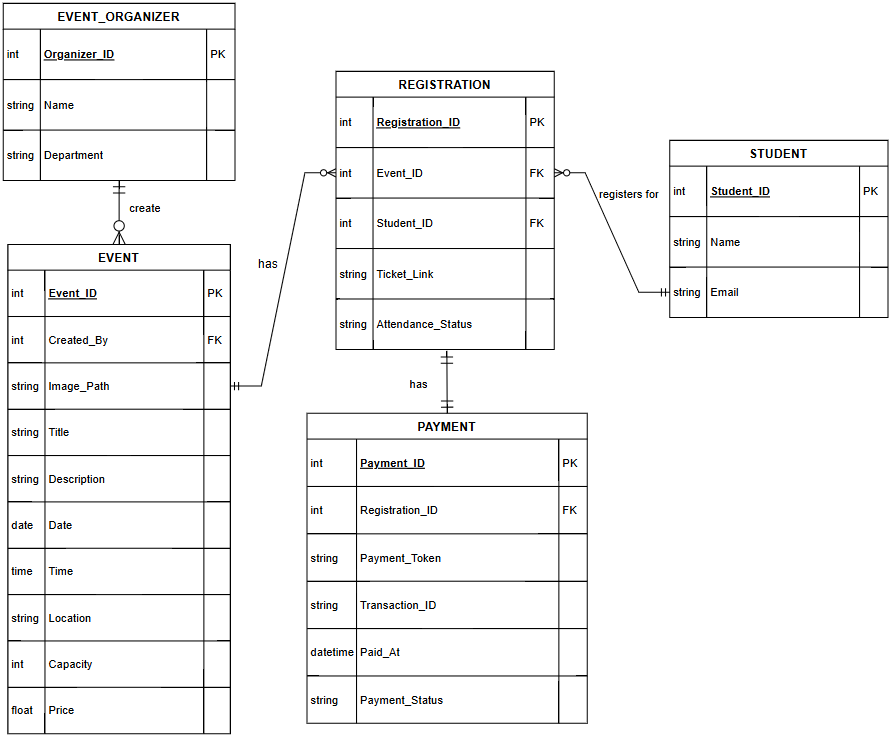 EVENT_ORGANIZER
int Organizer_ID PK
string Name
string Department
create
EVENT
int Event_ID PK
int Created_By FK
string Image_Path
string Title
string Description
date Date
time Time
string Location
int Capacity
float Price
has
REGISTRATION
int Registration_ID PK
int Event_ID FK
int Student_ID FK
string Ticket_Link
string Attendance_Status
registers for
STUDENT
int Student_ID PK
string Name
string Email
has
PAYMENT
int Payment_ID PK
int Registration_ID FK
string Payment_Token
string Transaction_ID
datetime Paid_At
string Payment_Status